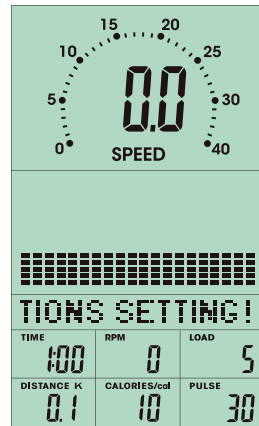 15 20
10 25
5 0.0 30
0 SPEED 40
TIONS SETTING!
TIME RPM LOAD
1:00 0 5
DISTANCE K CALORIES/cal PULSE
0.1 10 30